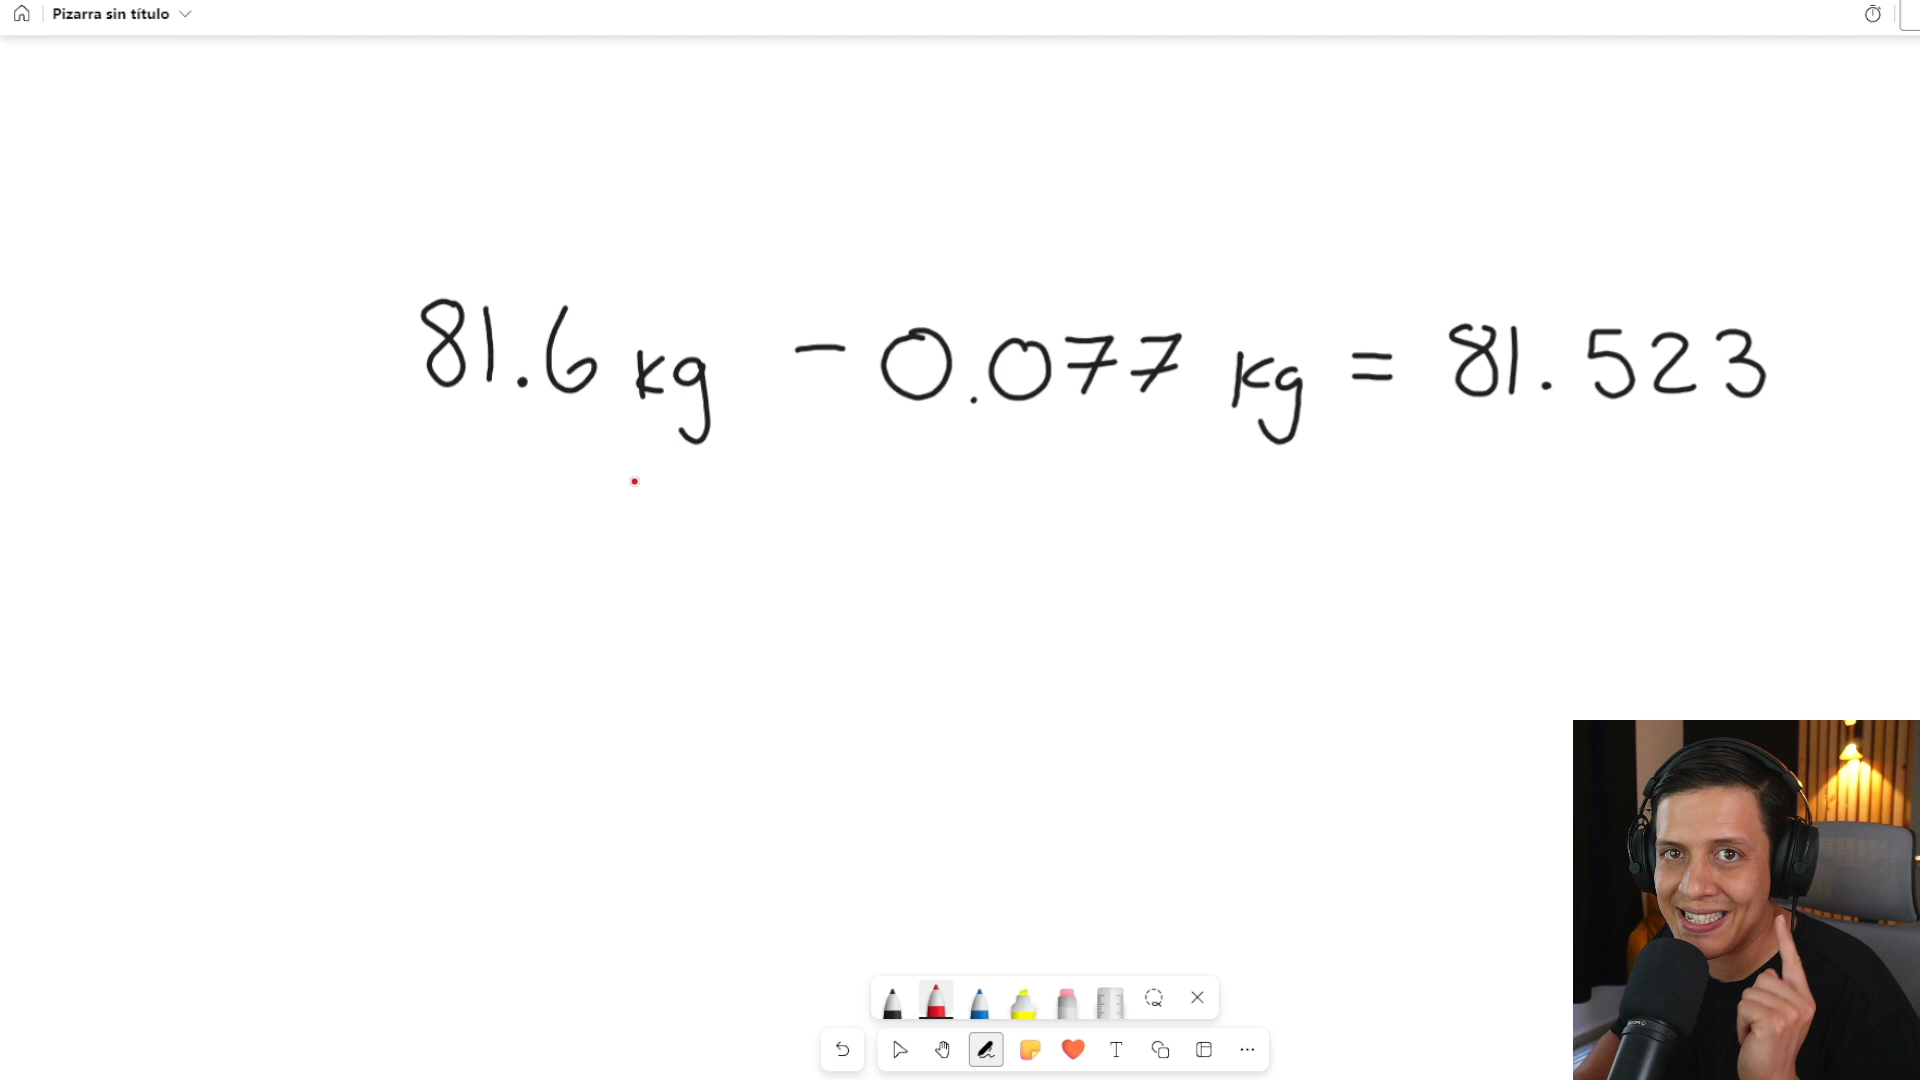 Pizarra sin título
81.6 kg - 0.077 kg = 81.523
T